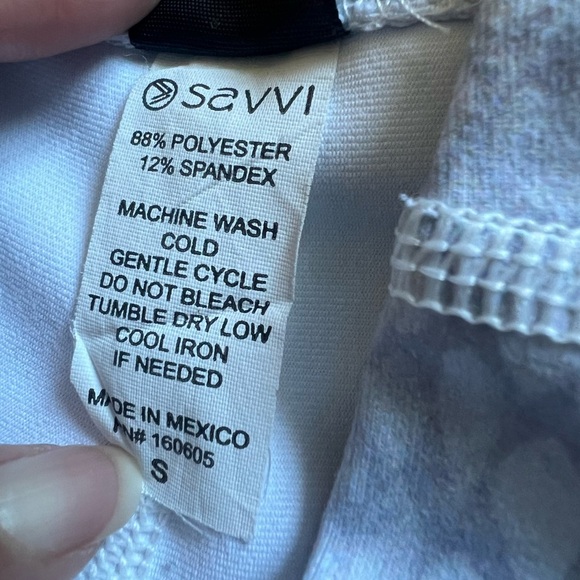 savvi
88% POLYESTER
12% SPANDEX
MACHINE WASH
COLD
GENTLE CYCLE
DO NOT BLEACH
TUMBLE DRY LOW
COOL IRON
IF NEEDED
MADE IN MEXICO
160605
S